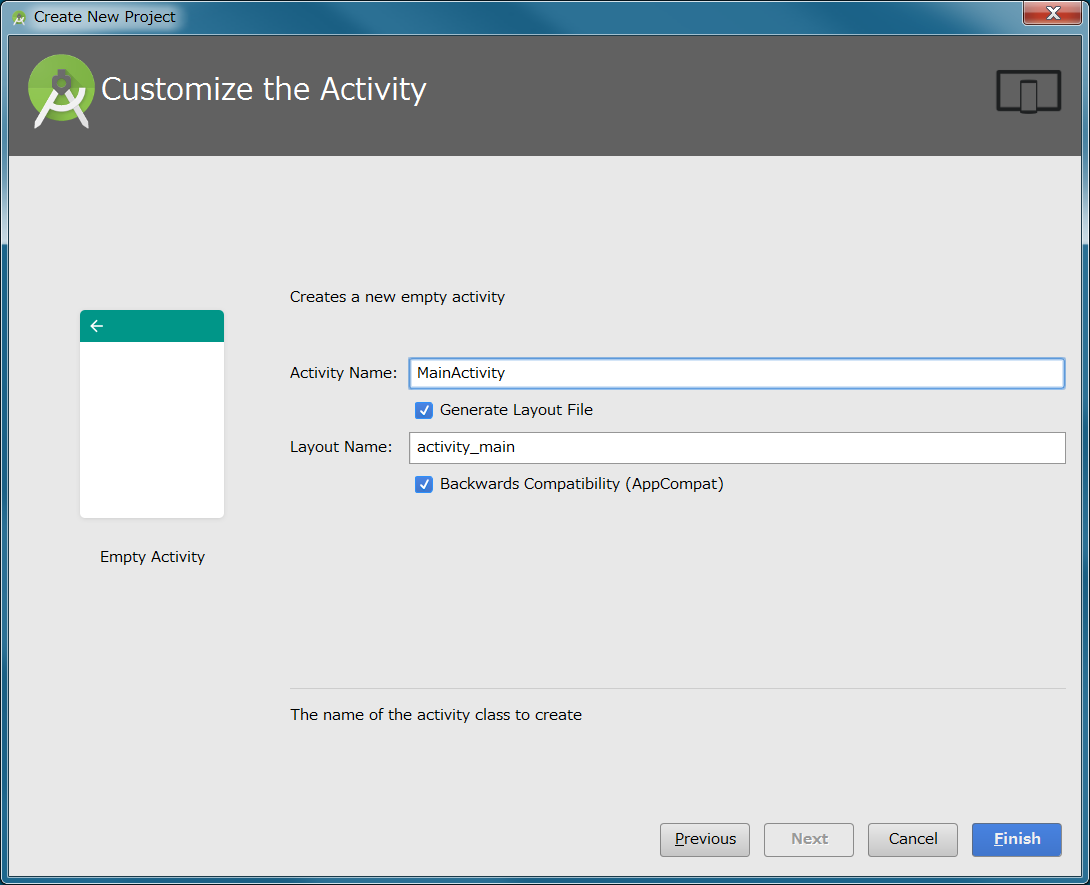 Create New Project
Customize the Activity
Creates a new empty activity
Activity Name: MainActivity
Generate Layout File
Layout Name: activity_main
Backwards Compatibility (AppCompat)
Empty Activity
The name of the activity class to create
Previous Next Cancel Finish